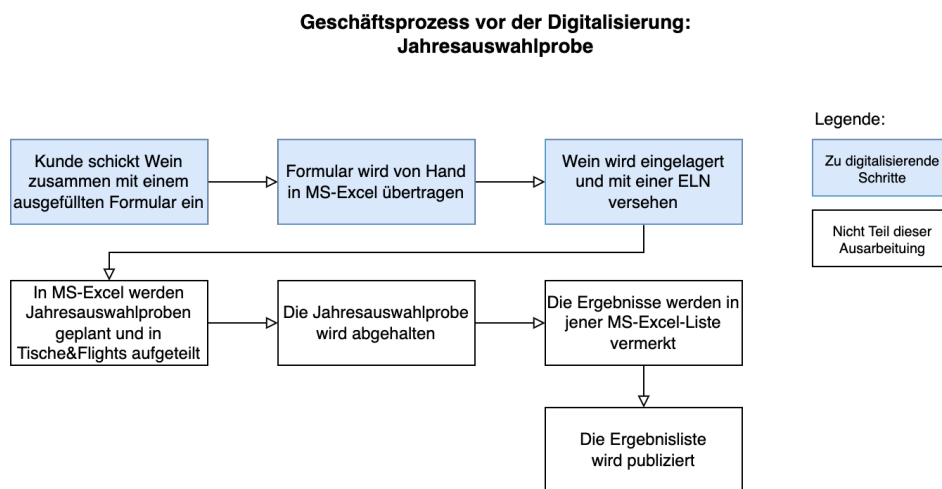 Geschäftsprozess vor der Digitalisierung:
Jahresauswahlprobe
Legende:
Kunde schickt Wein
zusammen mit einem
ausgefüllten Formular ein
Formular wird von Hand
in MS-Excel übertragen
Wein wird eingelagert
und mit einer ELN
versehen
Zu digitalisierende
Schritte
Nicht Teil dieser
Ausarbeituing
In MS-Excel werden
Jahresauswahlproben
geplant und in
Tische&Flights aufgeteilt
Die Jahresauswahlprobe
wird abgehalten
Die Ergebnisse werden in
jener MS-Excel-Liste
vermerkt
Die Ergebnisliste
wird publiziert